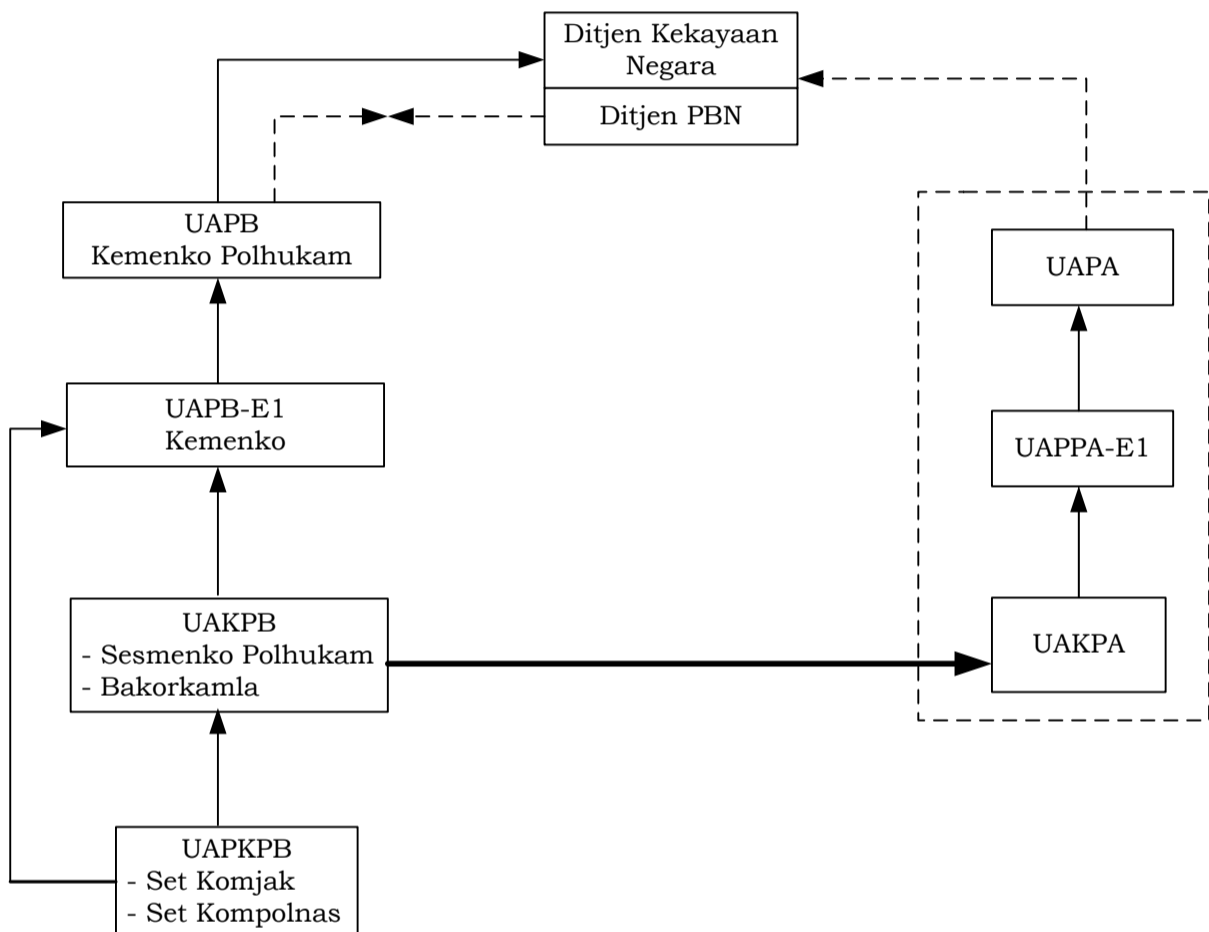 Ditjen Kekayaan
Negara
Ditjen PBN
UAPB
Kemenko Polhukam
UAPA
UAPB-E1
Kemenko
UAPPA-E1
UAKPB
- Sesmenko Polhukam
- Bakorkamla
UAKPA
UAPKPB
- Set Komjak
- Set Kompolnas